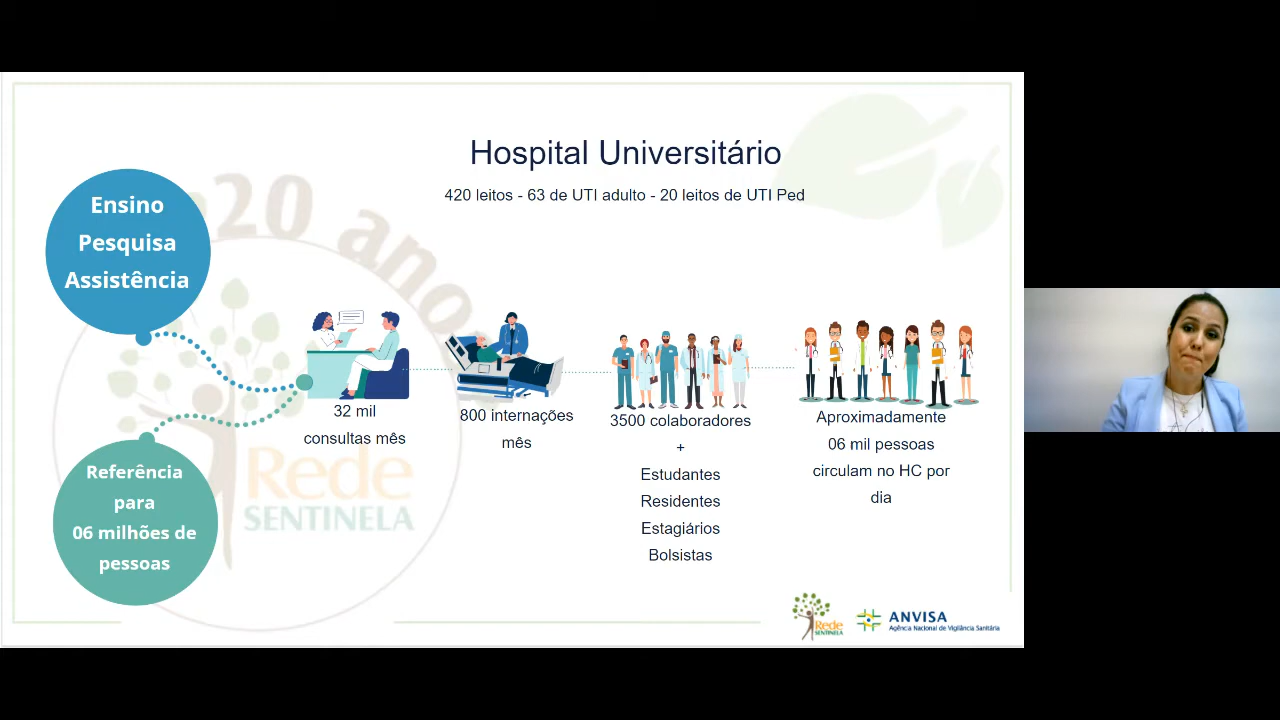 Hospital Universitário
420 leitos - 63 de UTI adulto - 20 leitos de UTI Ped
Ensino
Pesquisa
Assistência
Referência
para
06 milhões de
pessoas
32 mil
consultas mês
800 internações
mês
3500 colaboradores
+
Estudantes
Residentes
Estagiários
Bolsistas
Aproximadamente
06 mil pessoas
circulam no HC por
dia
20 anos
Rede
SENTINELA
Rede
SENTINELA
ANVISA
Agência Nacional de Vigilância Sanitária